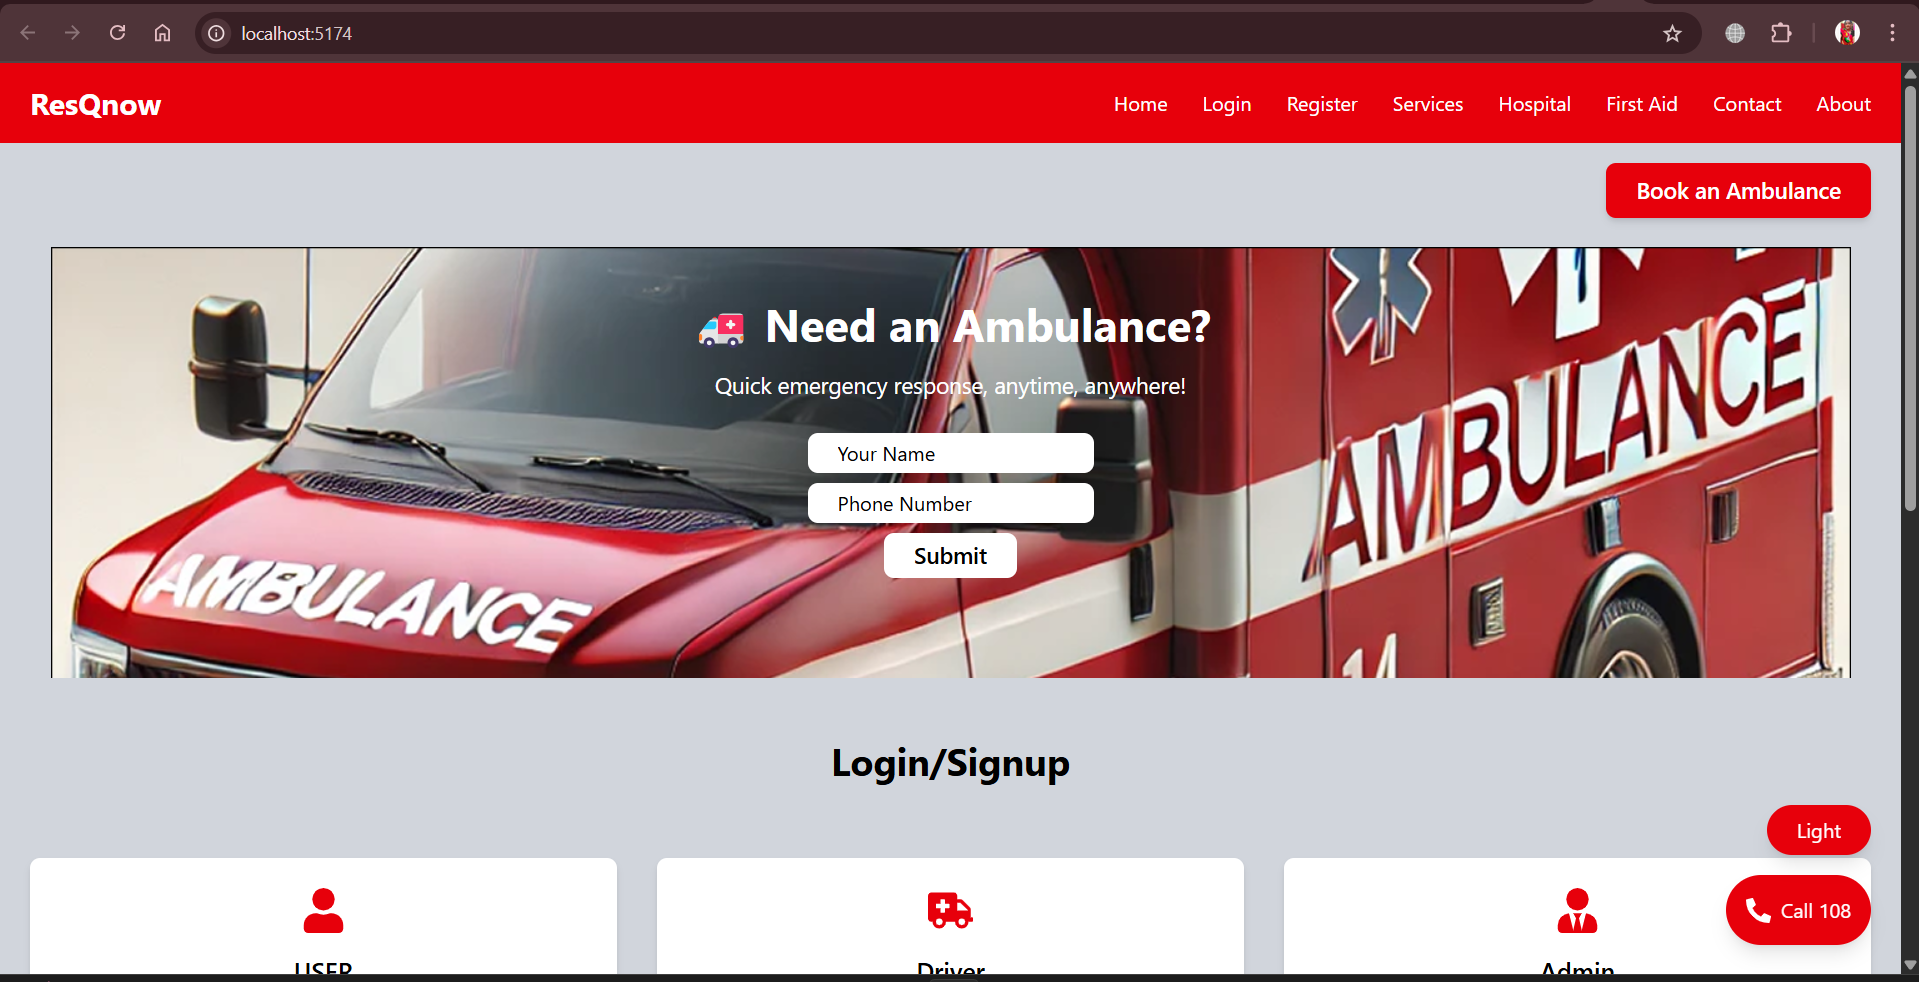 localhost:5174
ResQnow
Home Login Register Services Hospital First Aid Contact About
Book an Ambulance
Need an Ambulance?
Quick emergency response, anytime, anywhere!
Your Name
Phone Number
Submit
AMBULANCE
AMBULANCE
14
Login/Signup
Light
Call 108
USER
Driver
Admin